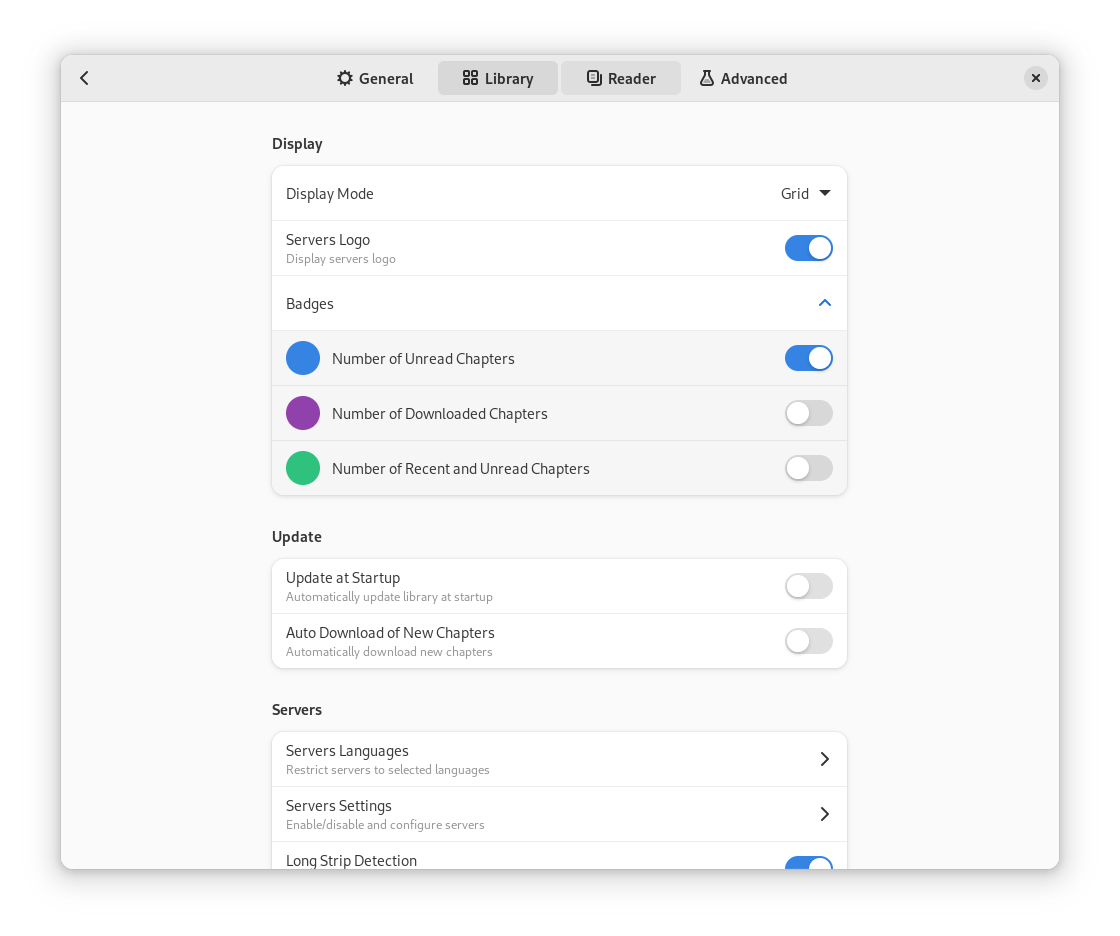 General
Library
Reader
Advanced
Display
Display Mode
Grid
Servers Logo
Display servers logo
Badges
Number of Unread Chapters
Number of Downloaded Chapters
Number of Recent and Unread Chapters
Update
Update at Startup
Automatically update library at startup
Auto Download of New Chapters
Automatically download new chapters
Servers
Servers Languages
Restrict servers to selected languages
Servers Settings
Enable/disable and configure servers
Long Strip Detection